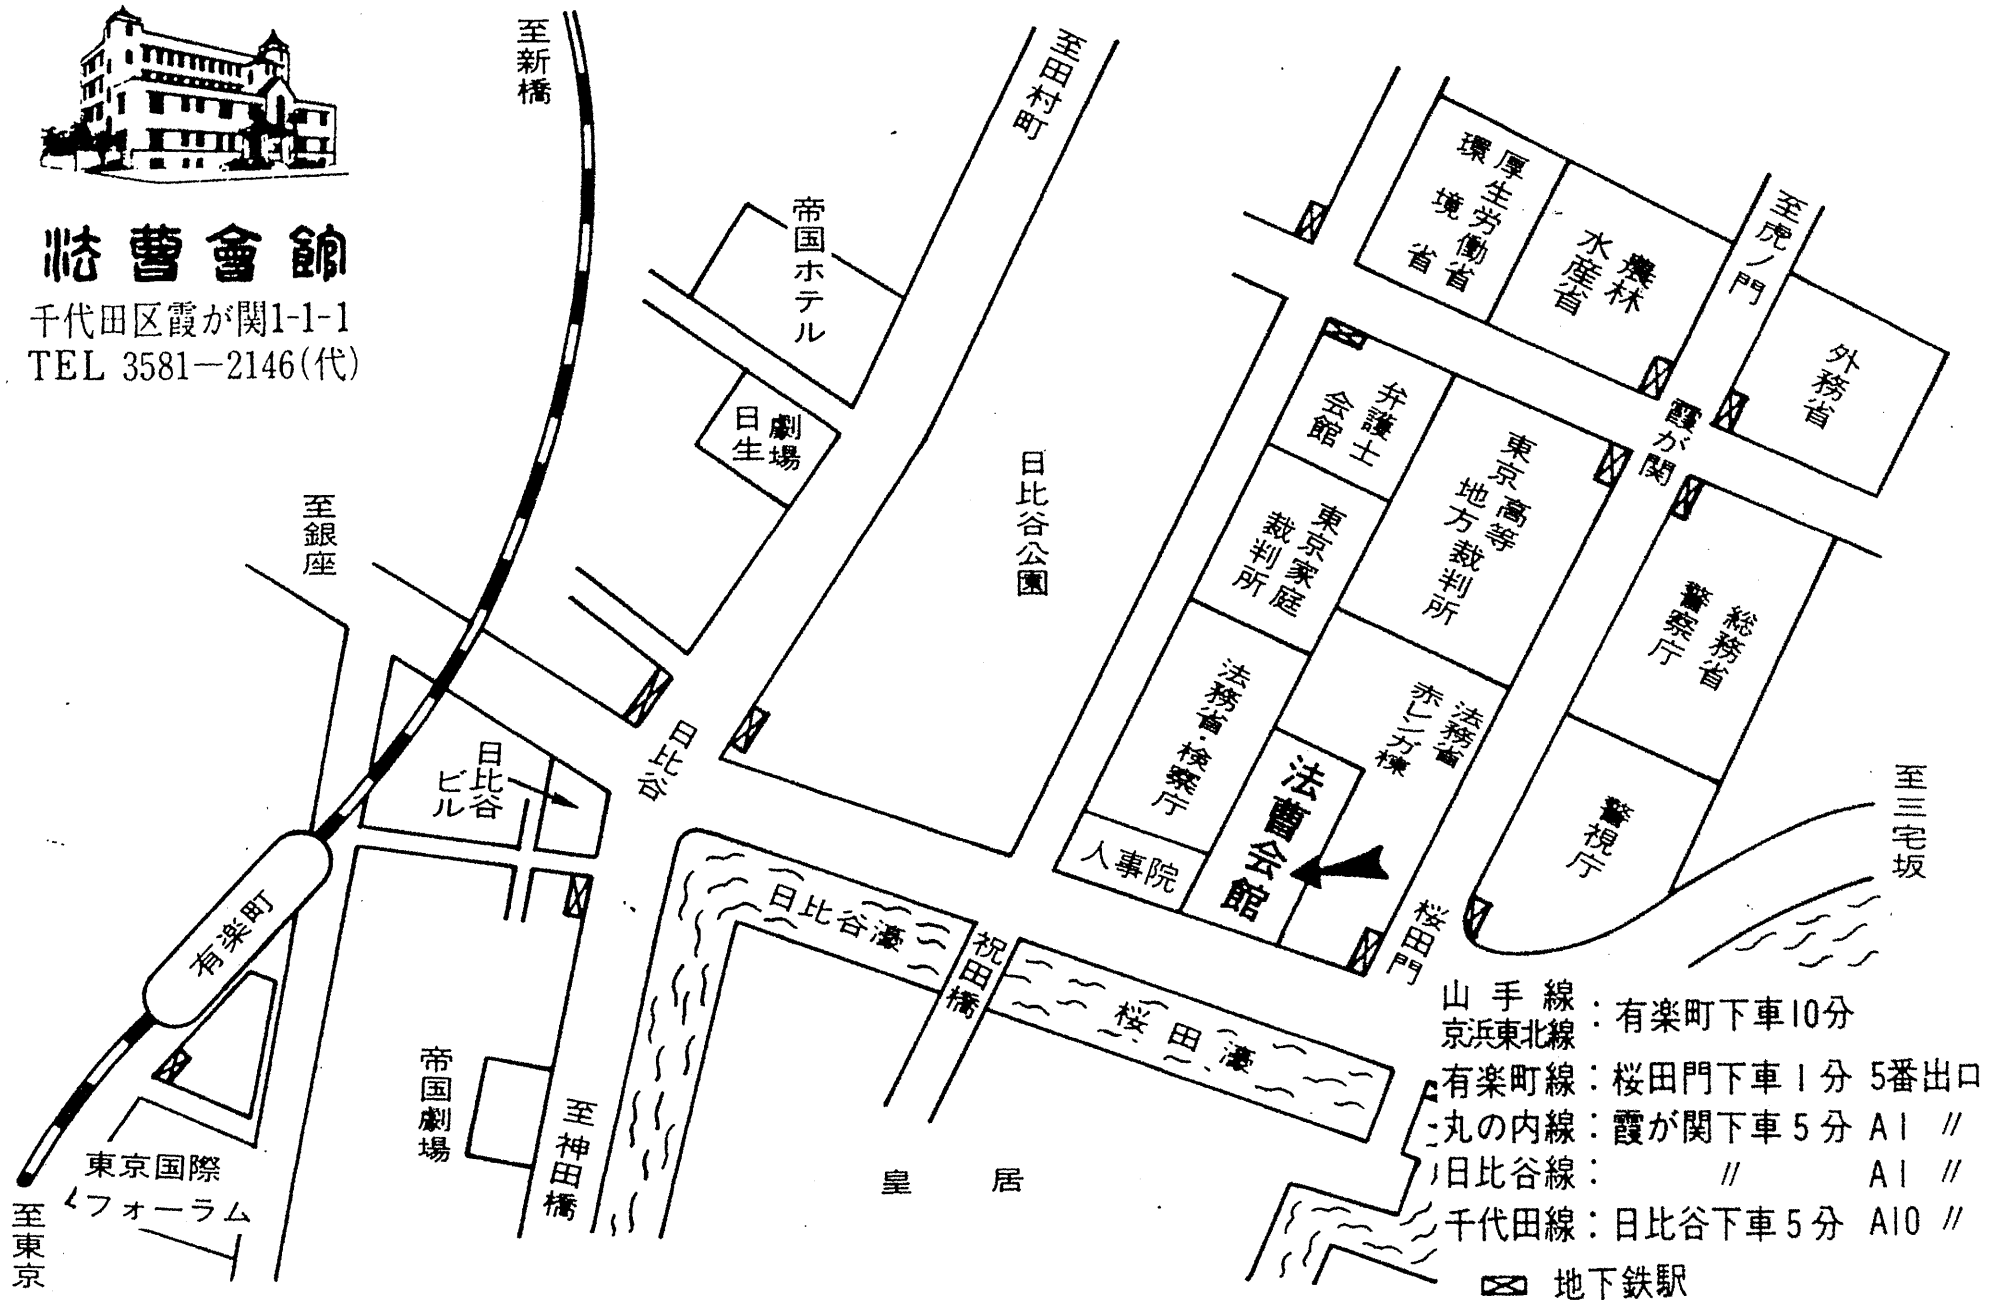 法曹會館
千代田区霞が関1-1-1
TEL 3581—2146(代)
至新橋
至田村町
帝国ホテル
日生
劇場
至銀座
日比谷公園
環境省
厚生労働省
農林
水産省
至虎ノ門
外務省
霞が関
弁護士
会館
東京高等
地方裁判所
東京家庭
裁判所
総務省
警察庁
法務省・検察庁
法務省
赤レンガ棟
法曹会館
人事院
警視庁
至三宅坂
桜田門
日比谷
日比谷
ビル
有楽町
日比谷濠
祝田橋
桜田濠
帝国劇場
至神田橋
皇居
東京国際
フォーラム
至東京
山手線
京浜東北線
：有楽町下車10分
有楽町線：桜田門下車1分 5番出口
丸の内線：霞が関下車5分 A1 〃
日比谷線： 〃 A1 〃
千代田線：日比谷下車5分 A10 〃
地下鉄駅